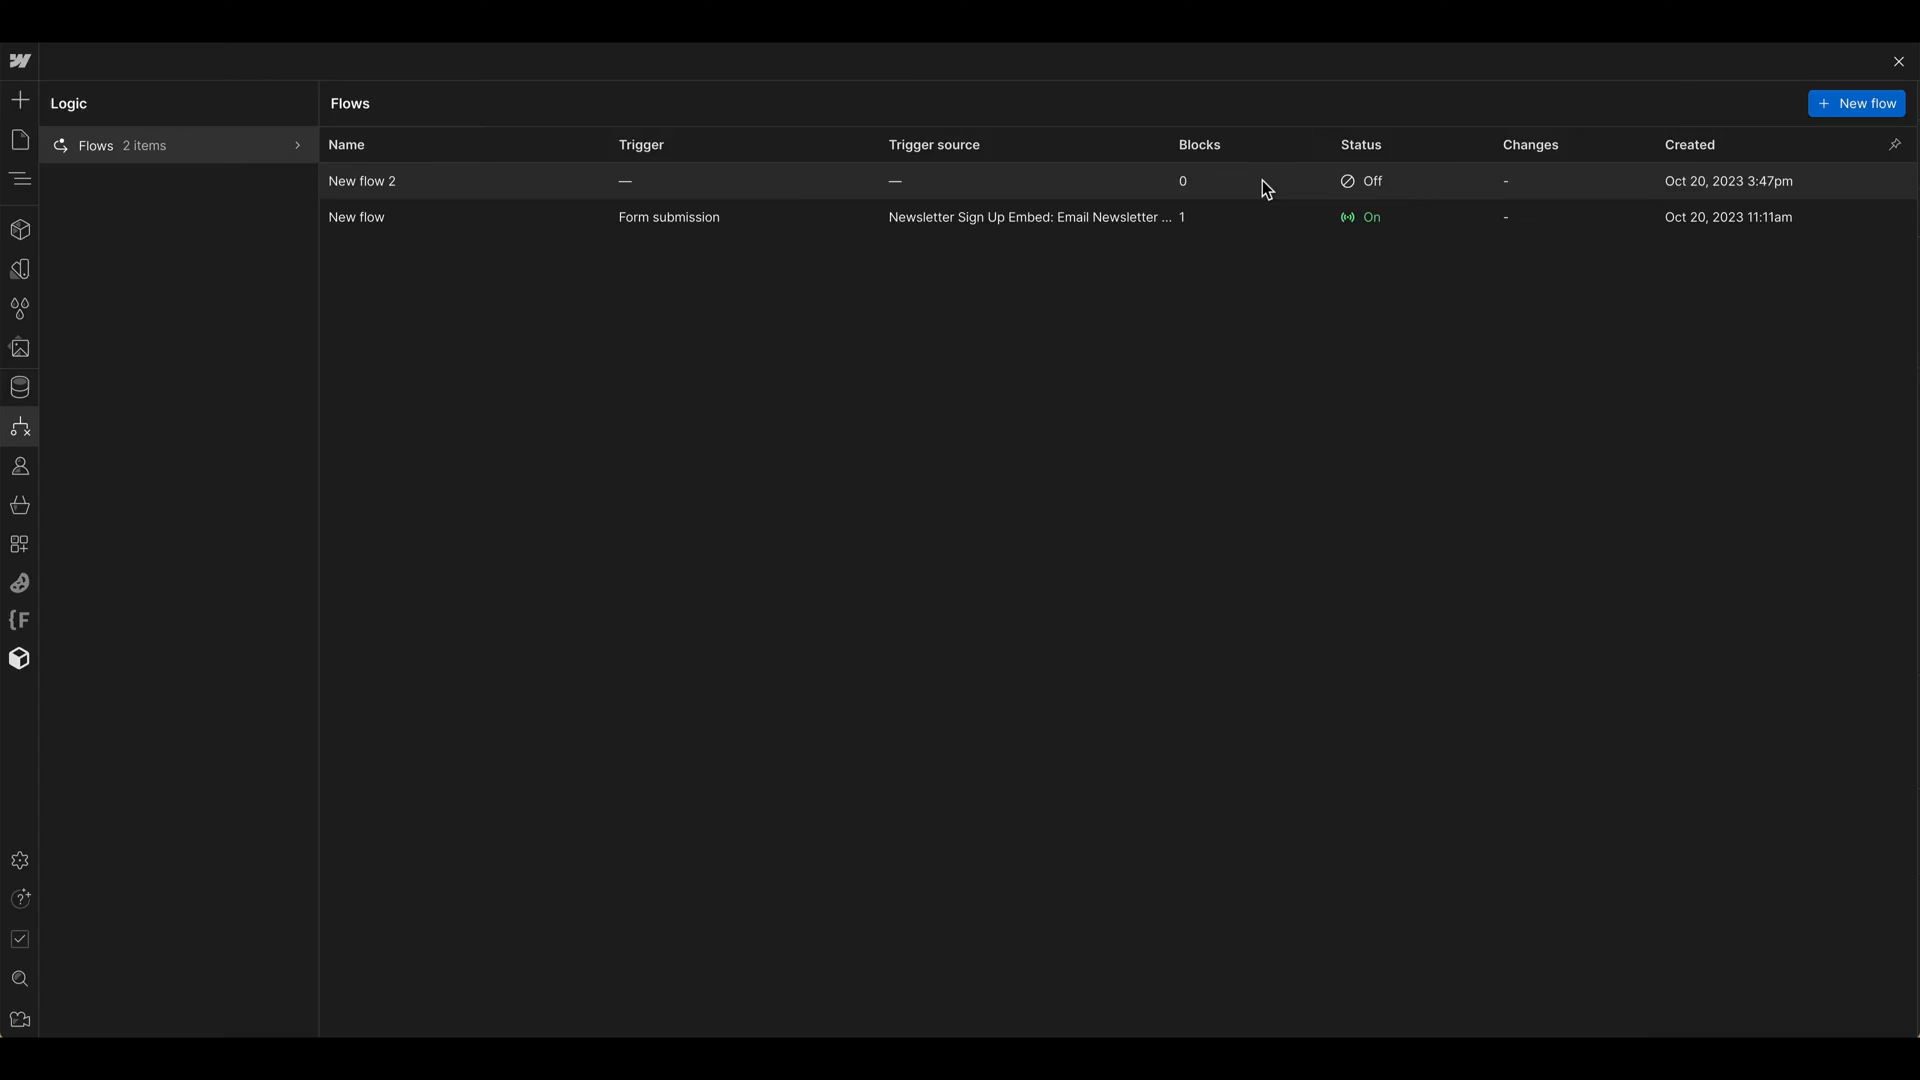 Logic
Flows 2 items
Flows
+ New flow
Name Trigger Trigger source Blocks Status Changes Created
New flow 2 — — 0 Off - Oct 20, 2023 3:47pm
New flow Form submission Newsletter Sign Up Embed: Email Newsletter ... 1 On - Oct 20, 2023 11:11am
{F